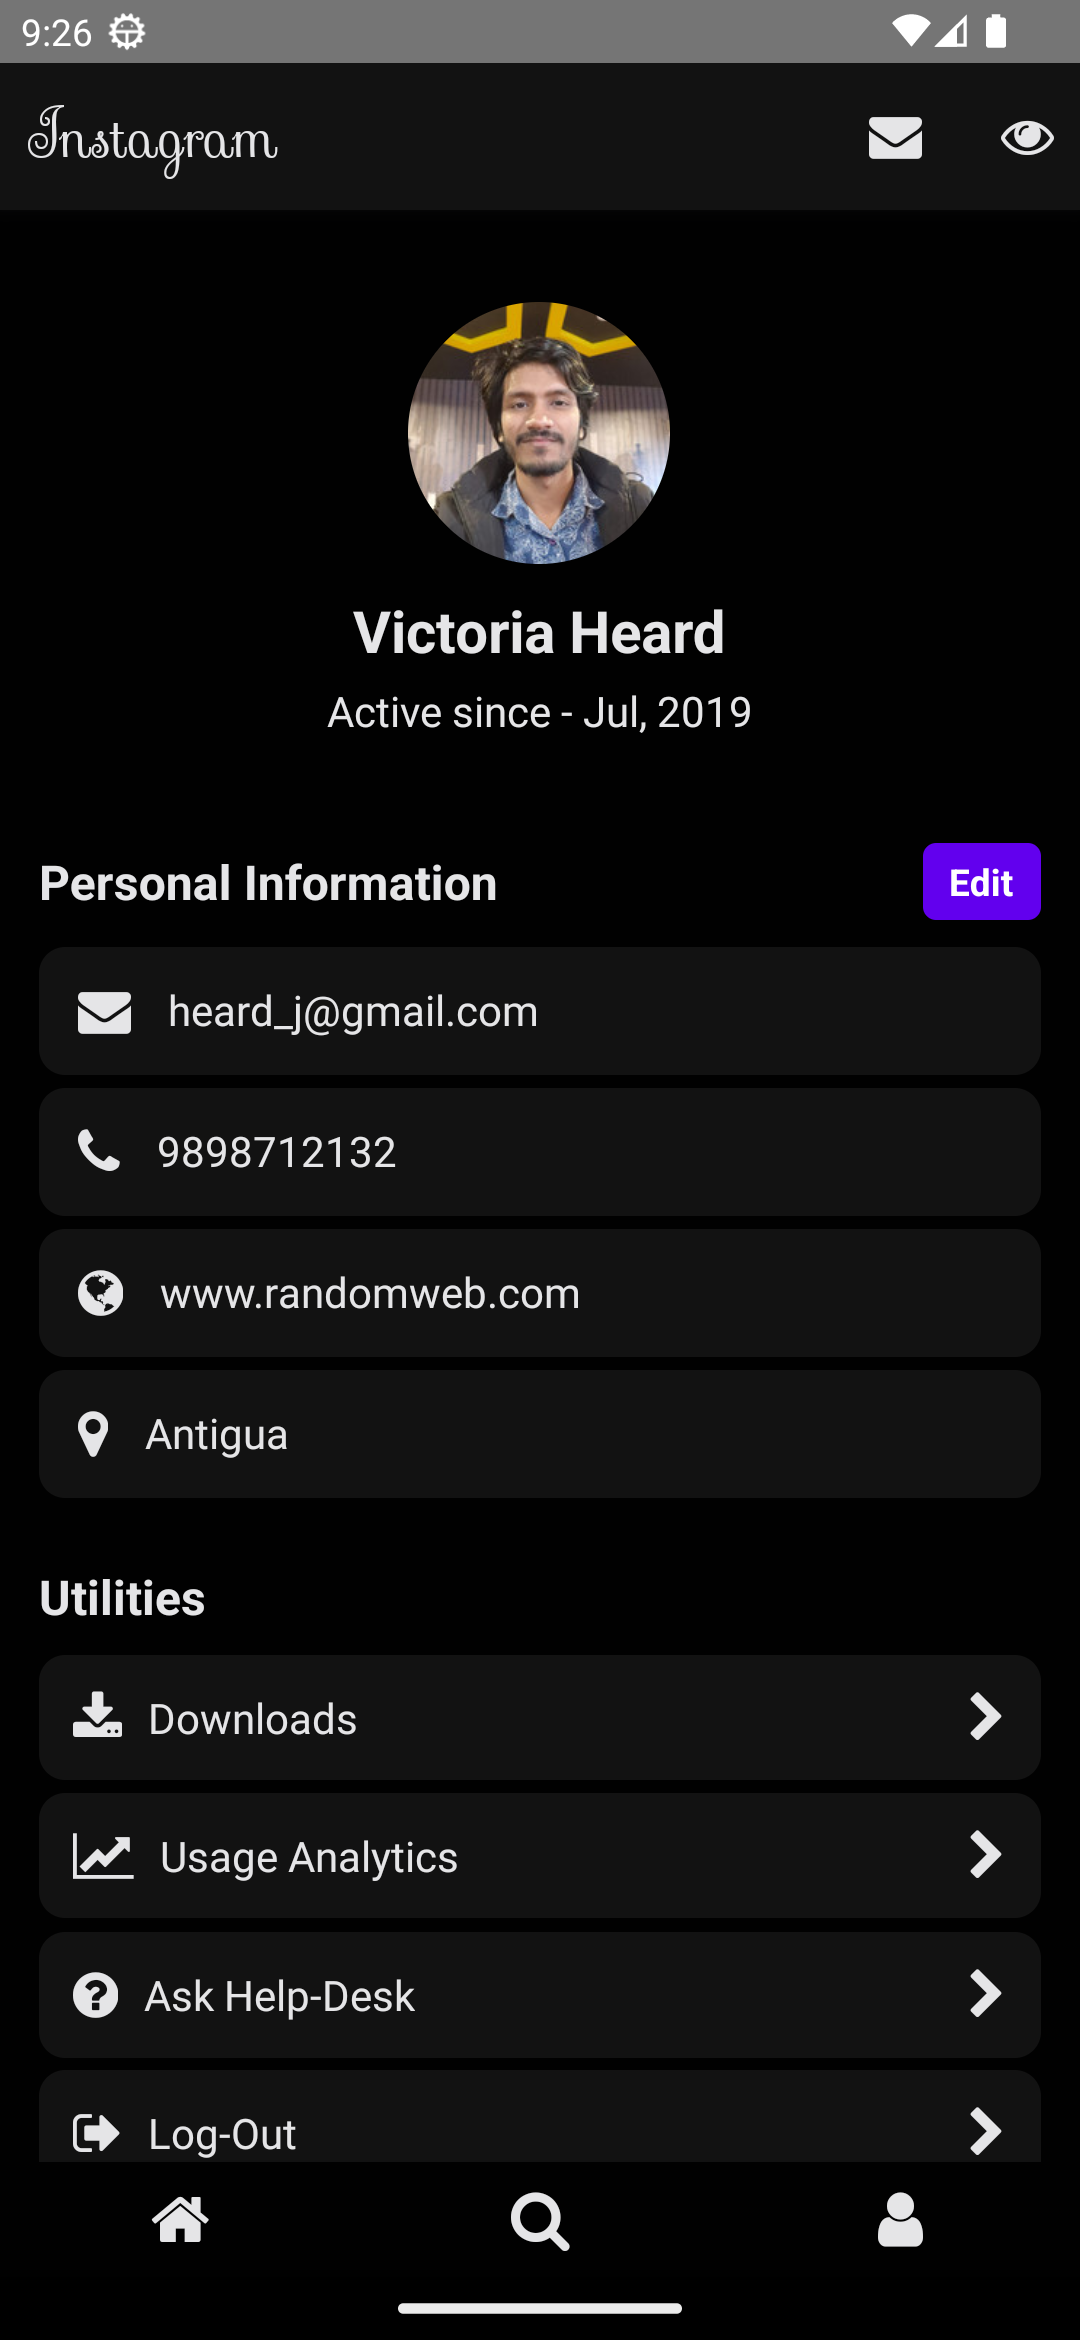 9:26
Instagram
Victoria Heard
Active since - Jul, 2019
Personal Information
Edit
heard_j@gmail.com
9898712132
www.randomweb.com
Antigua
Utilities
Downloads
Usage Analytics
Ask Help-Desk
Log-Out